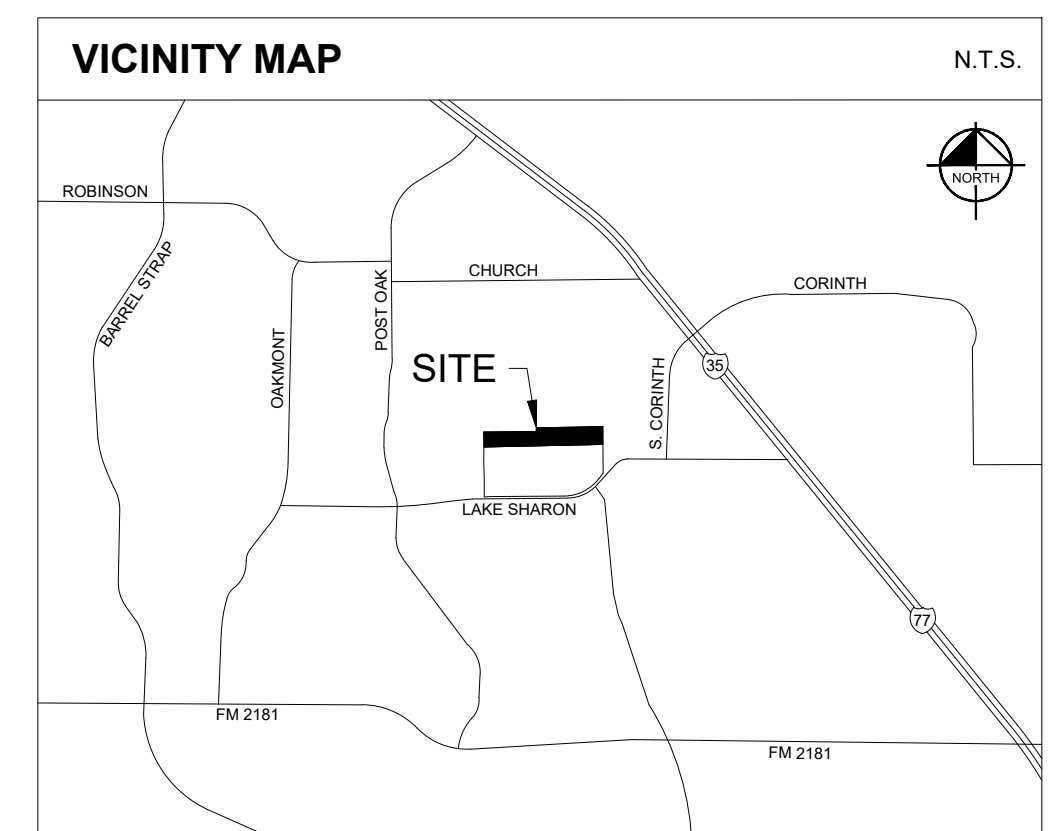 VICINITY MAP
N.T.S.
NORTH
ROBINSON
BARREL STRAP
OAKMONT
POST OAK
CHURCH
CORINTH
SITE
S. CORINTH
35
LAKE SHARON
77
FM 2181
FM 2181